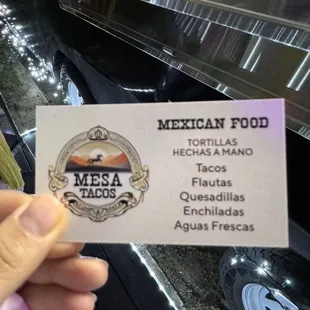 MESA
TACOS
MEXICAN FOOD
TORTILLAS
HECHAS A MANO
Tacos
Flautas
Quesadillas
Enchiladas
Aguas Frescas